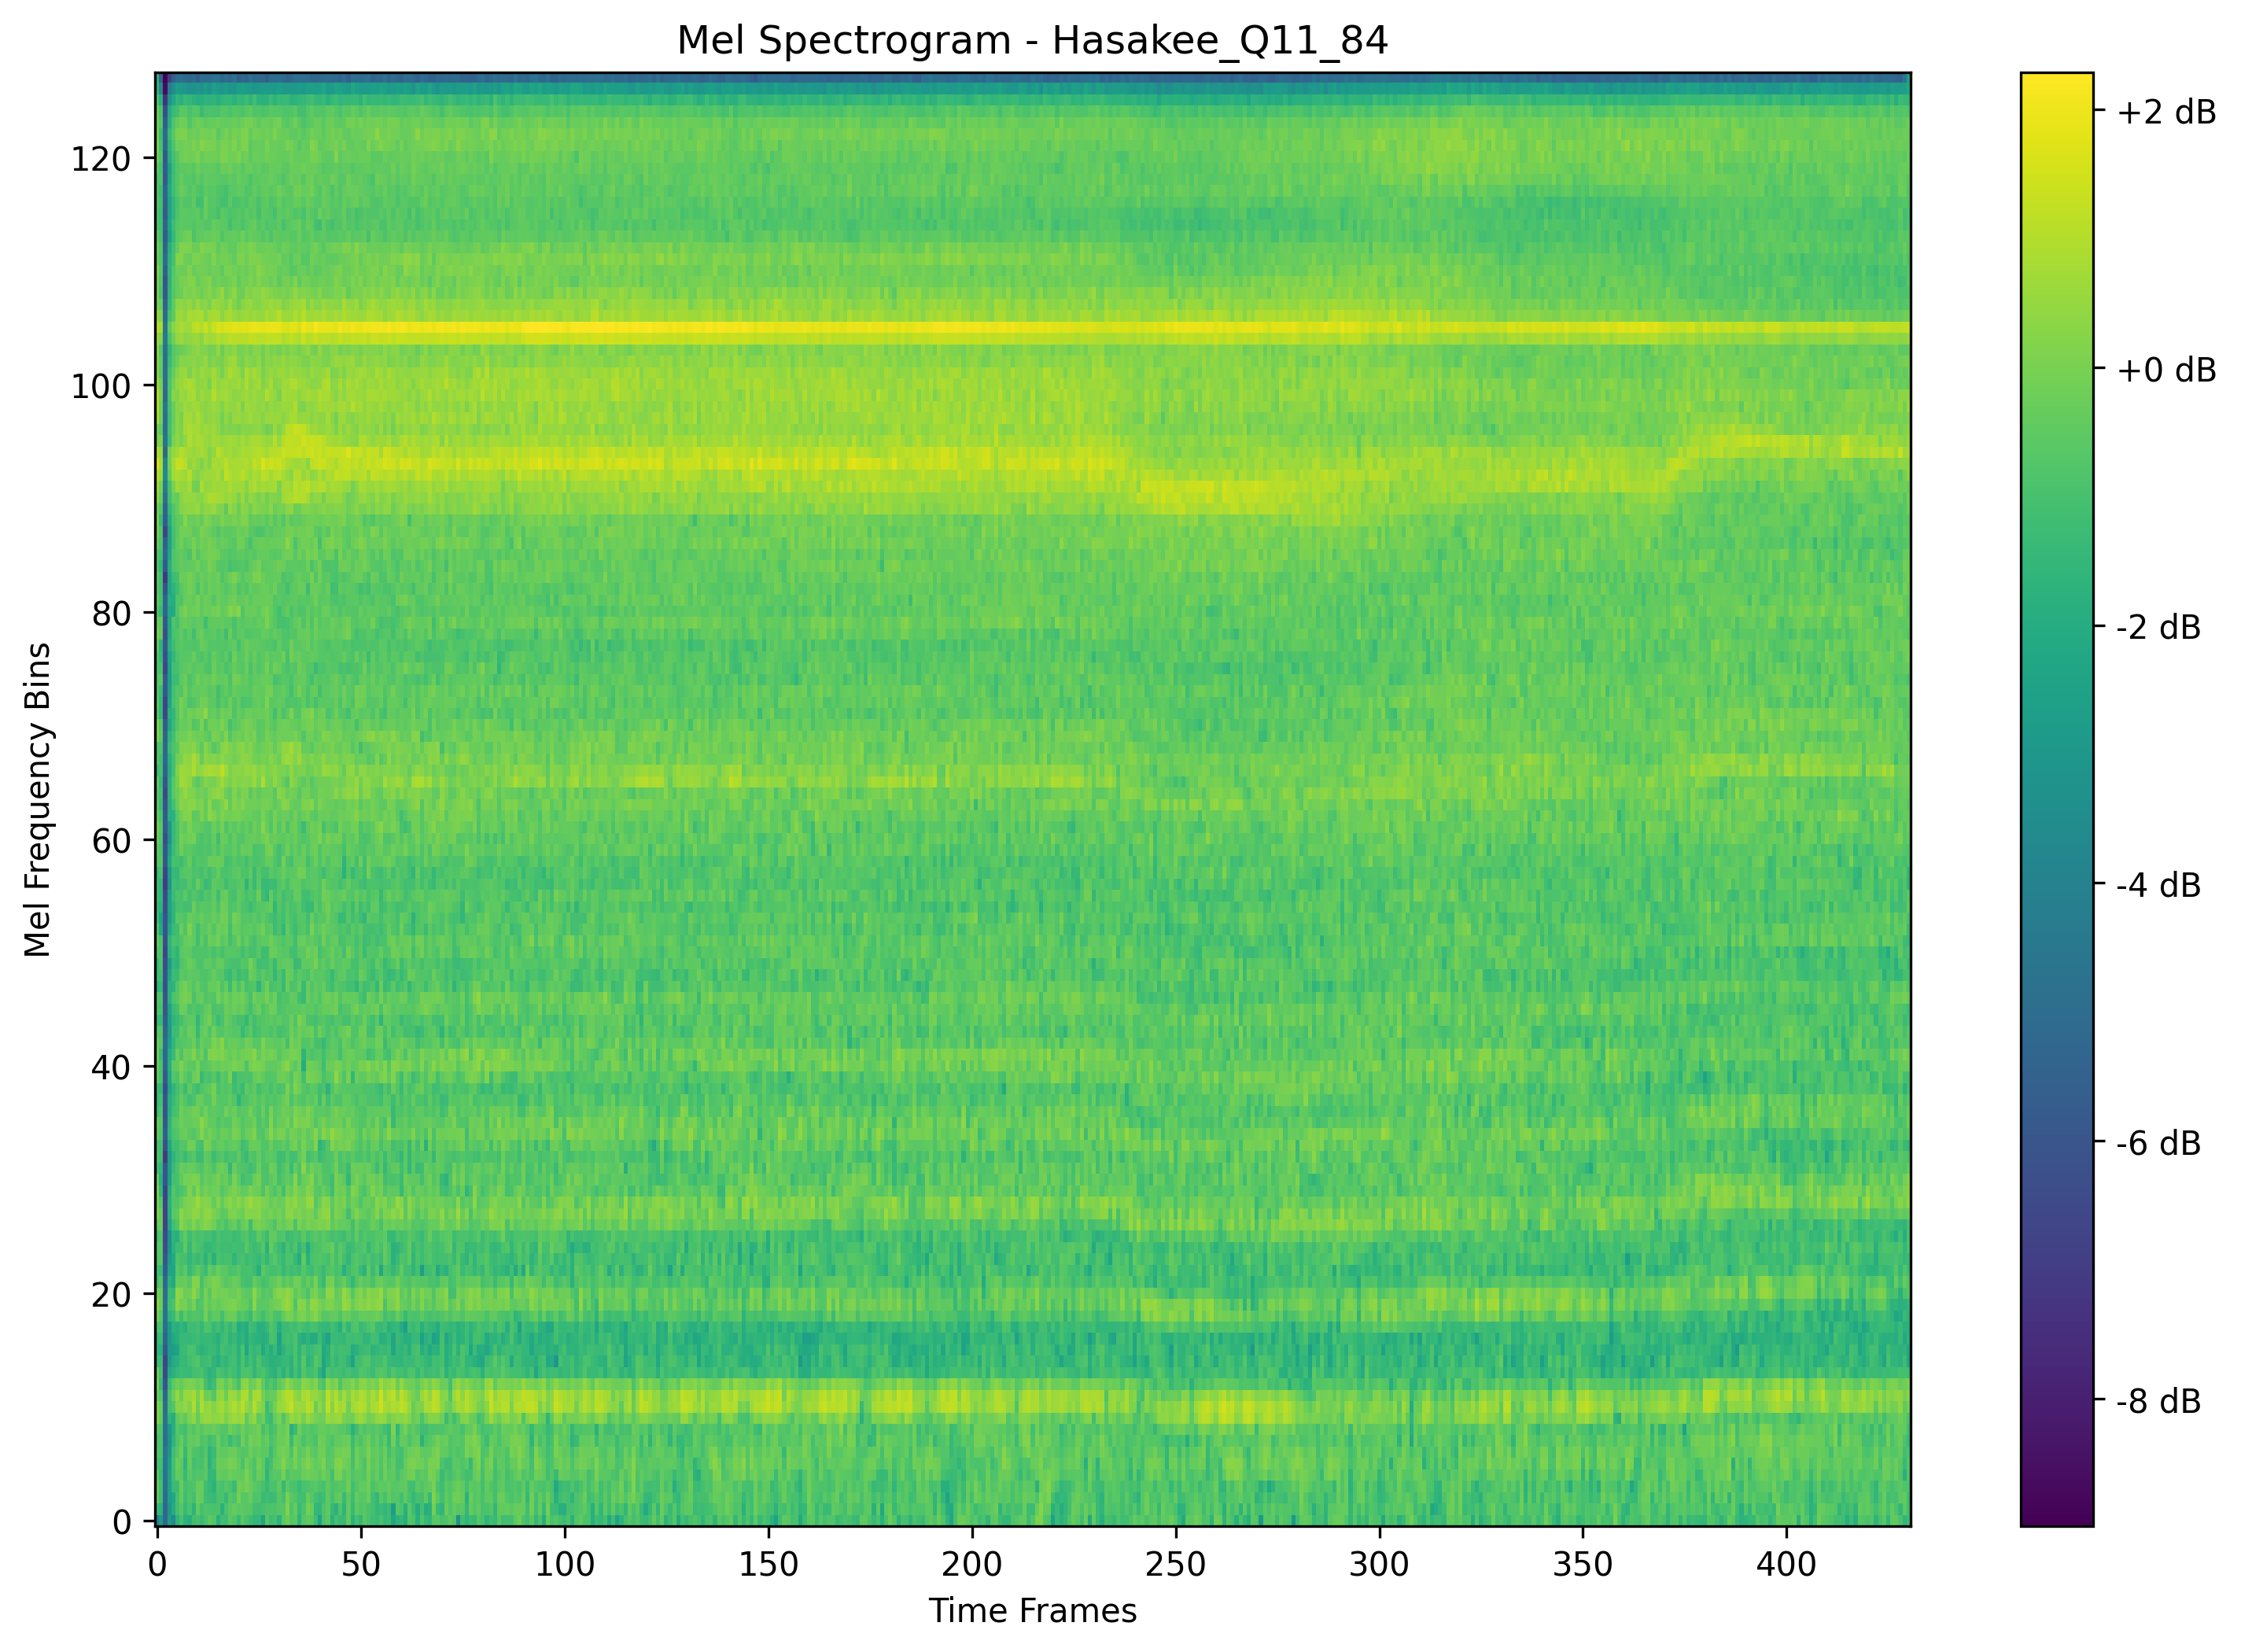 Mel Spectrogram - Hasakee_Q11_84
Mel Frequency Bins
120
100
80
60
40
20
0
0 50 100 150 200 250 300 350 400
Time Frames
+2 dB
+0 dB
-2 dB
-4 dB
-6 dB
-8 dB